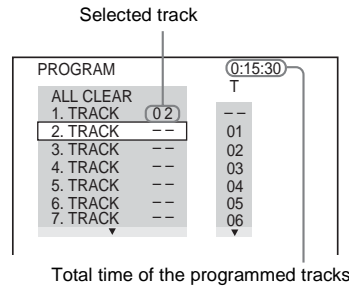 Selected track
PROGRAM 0:15:30
T
ALL CLEAR
1. TRACK 0 2 – –
2. TRACK – – 01
3. TRACK – – 02
4. TRACK – – 03
5. TRACK – – 04
6. TRACK – – 05
7. TRACK – – 06
Total time of the programmed tracks